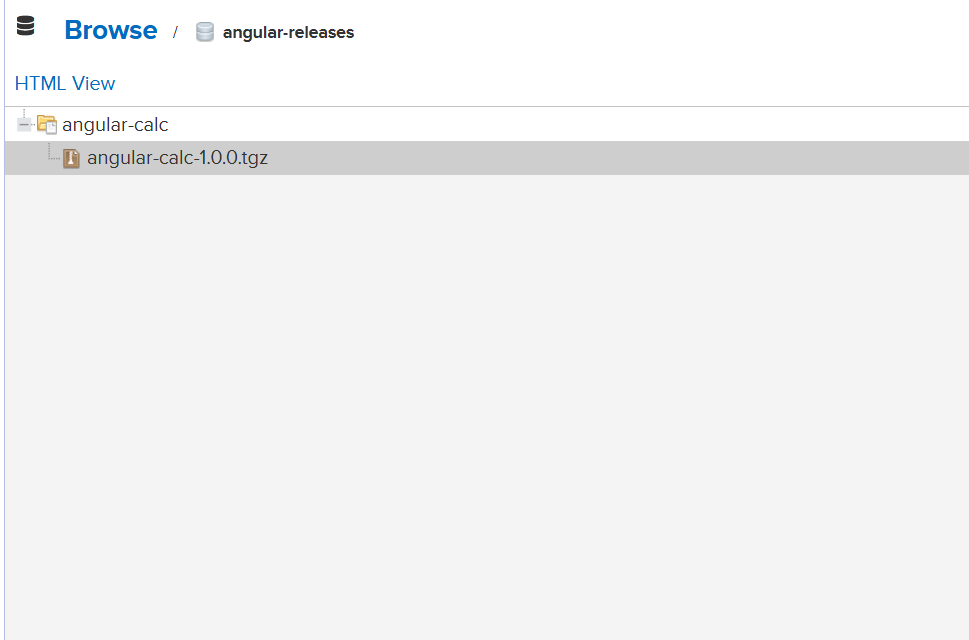 Browse / angular-releases
HTML View
angular-calc
angular-calc-1.0.0.tgz